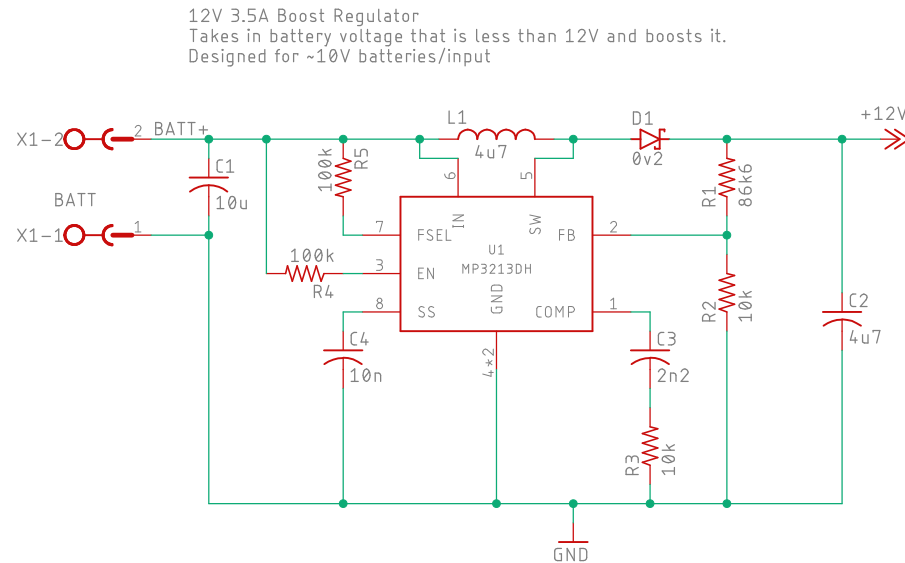 12V 3.5A Boost Regulator
Takes in battery voltage that is less than 12V and boosts it.
Designed for ~10V batteries/input
L1
D1
+12V
X1-2
2
BATT+
4u7
0v2
C1
10u
100k
R5
6
5
R1
86k6
BATT
X1-1
1
7
FSEL
IN
SW
FB
2
U1
MP3213DH
100k
R4
3
EN
GND
R2
10k
8
SS
COMP
1
C2
4u7
C4
10n
4*2
C3
2n2
R3
10k
GND